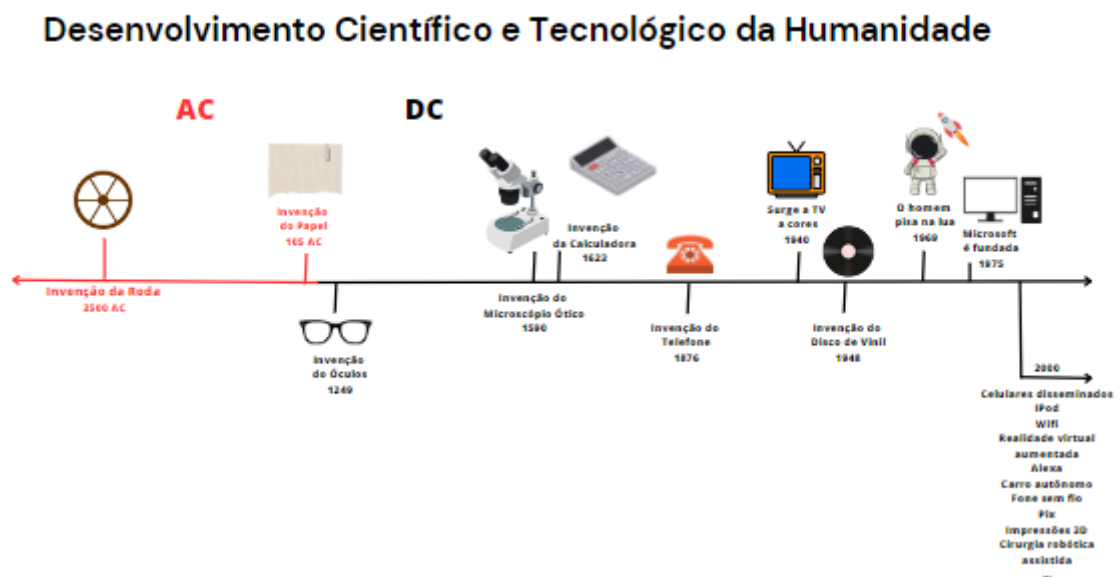 Desenvolvimento Científico e Tecnológico da Humanidade
AC
DC
Invenção
do Papel
105 AC
Invenção da Roda
3500 AC
Invenção
do Óculos
1249
Invenção
da Calculadora
1623
Invenção do
Microscópio Ótico
1590
Invenção do
Telefone
1876
Surge a TV
a cores
1940
Invenção do
Disco de Vinil
1948
O homem
pisa na lua
1969
Microsoft
é fundada
1975
2000
Celulares disseminados
IPod
Wifi
Realidade virtual
aumentada
Alexa
Carro autônomo
Fone sem fio
Pix
Impressões 3D
Cirurgia robótica
assistida